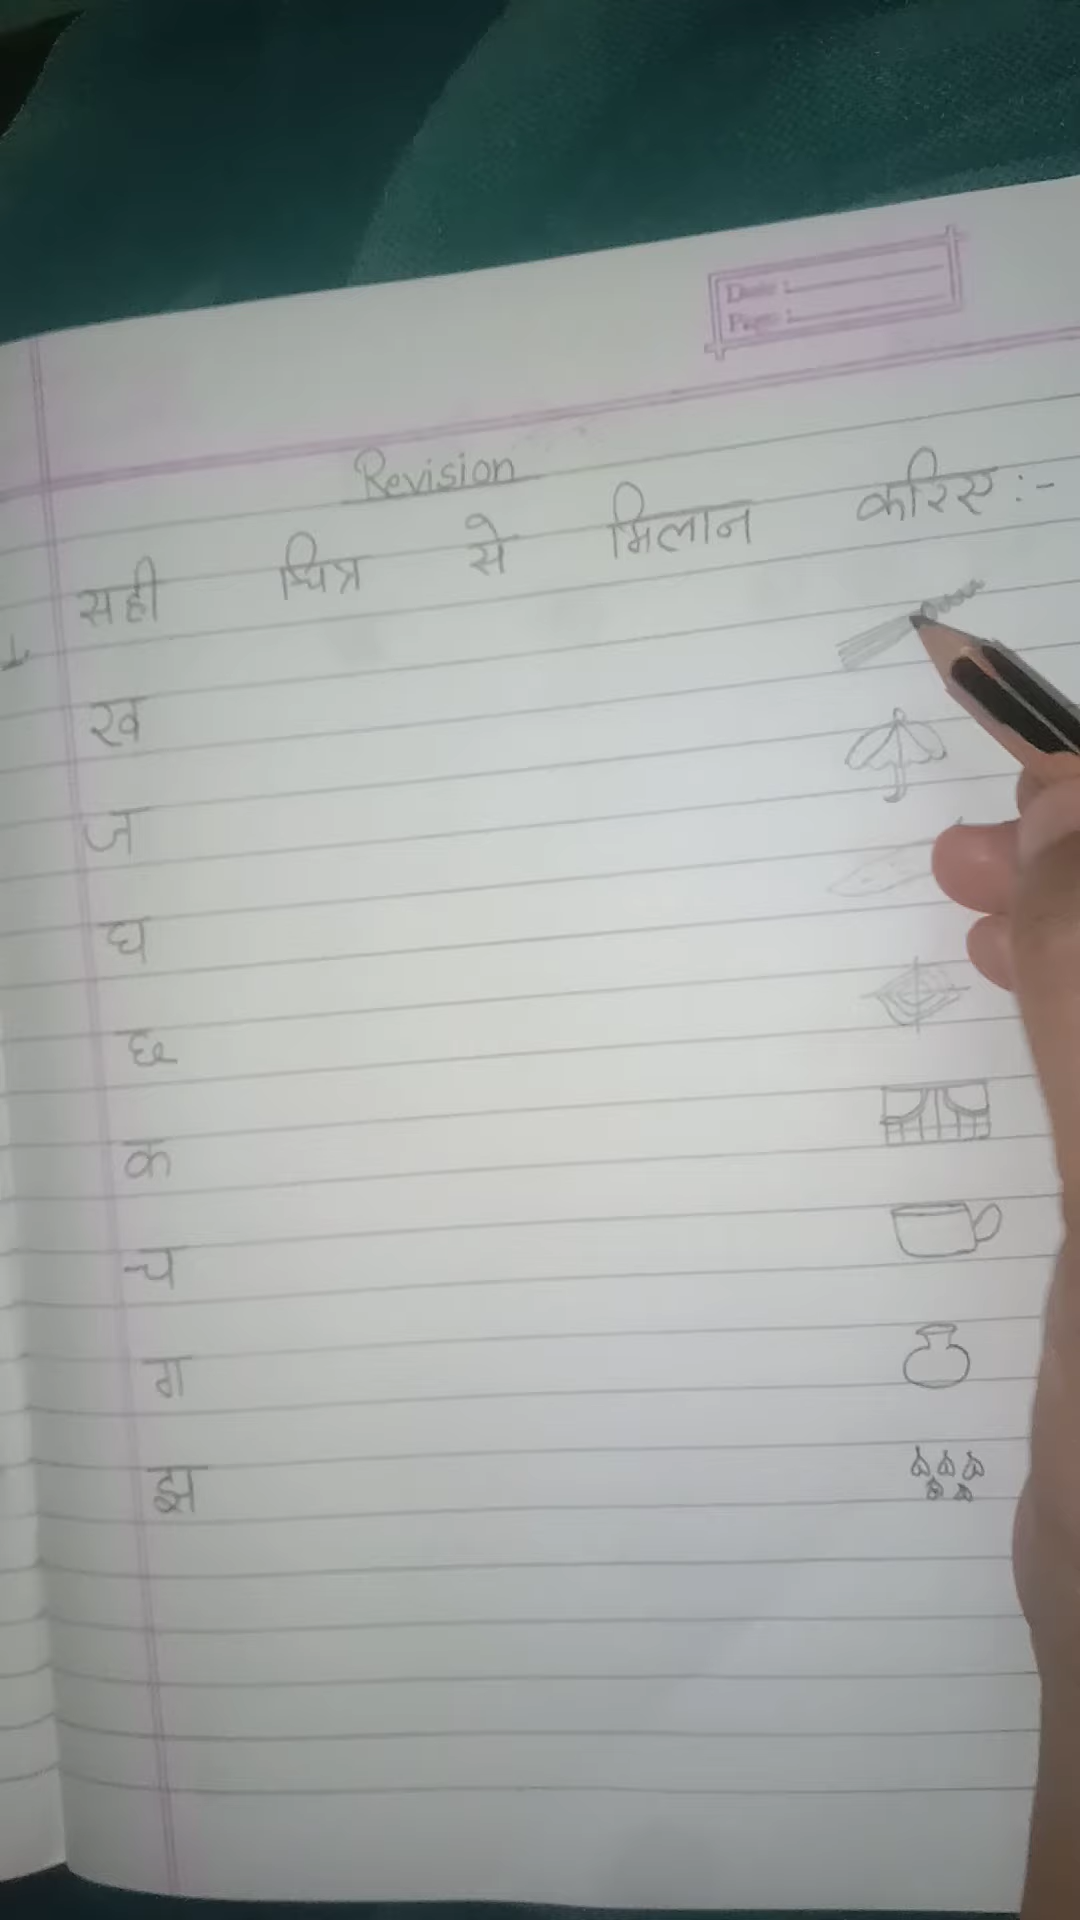 Date :
Page :
Revision
1. सही चित्र से मिलान करिए :-
ख
ज
घ
छ
क
च
ग
झ